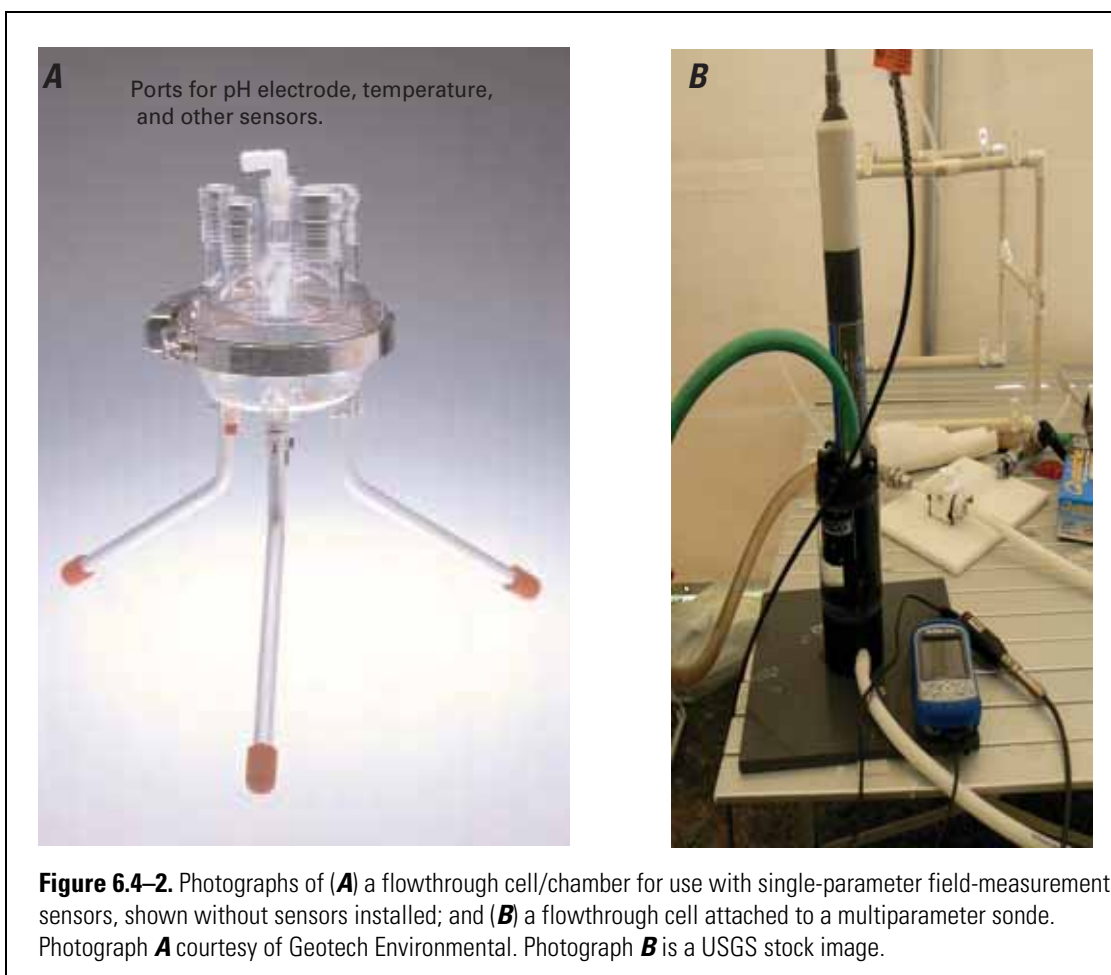 A
Ports for pH electrode, temperature,
and other sensors.
B
Figure 6.4–2. Photographs of (A) a flowthrough cell/chamber for use with single-parameter field-measurement
sensors, shown without sensors installed; and (B) a flowthrough cell attached to a multiparameter sonde.
Photograph A courtesy of Geotech Environmental. Photograph B is a USGS stock image.